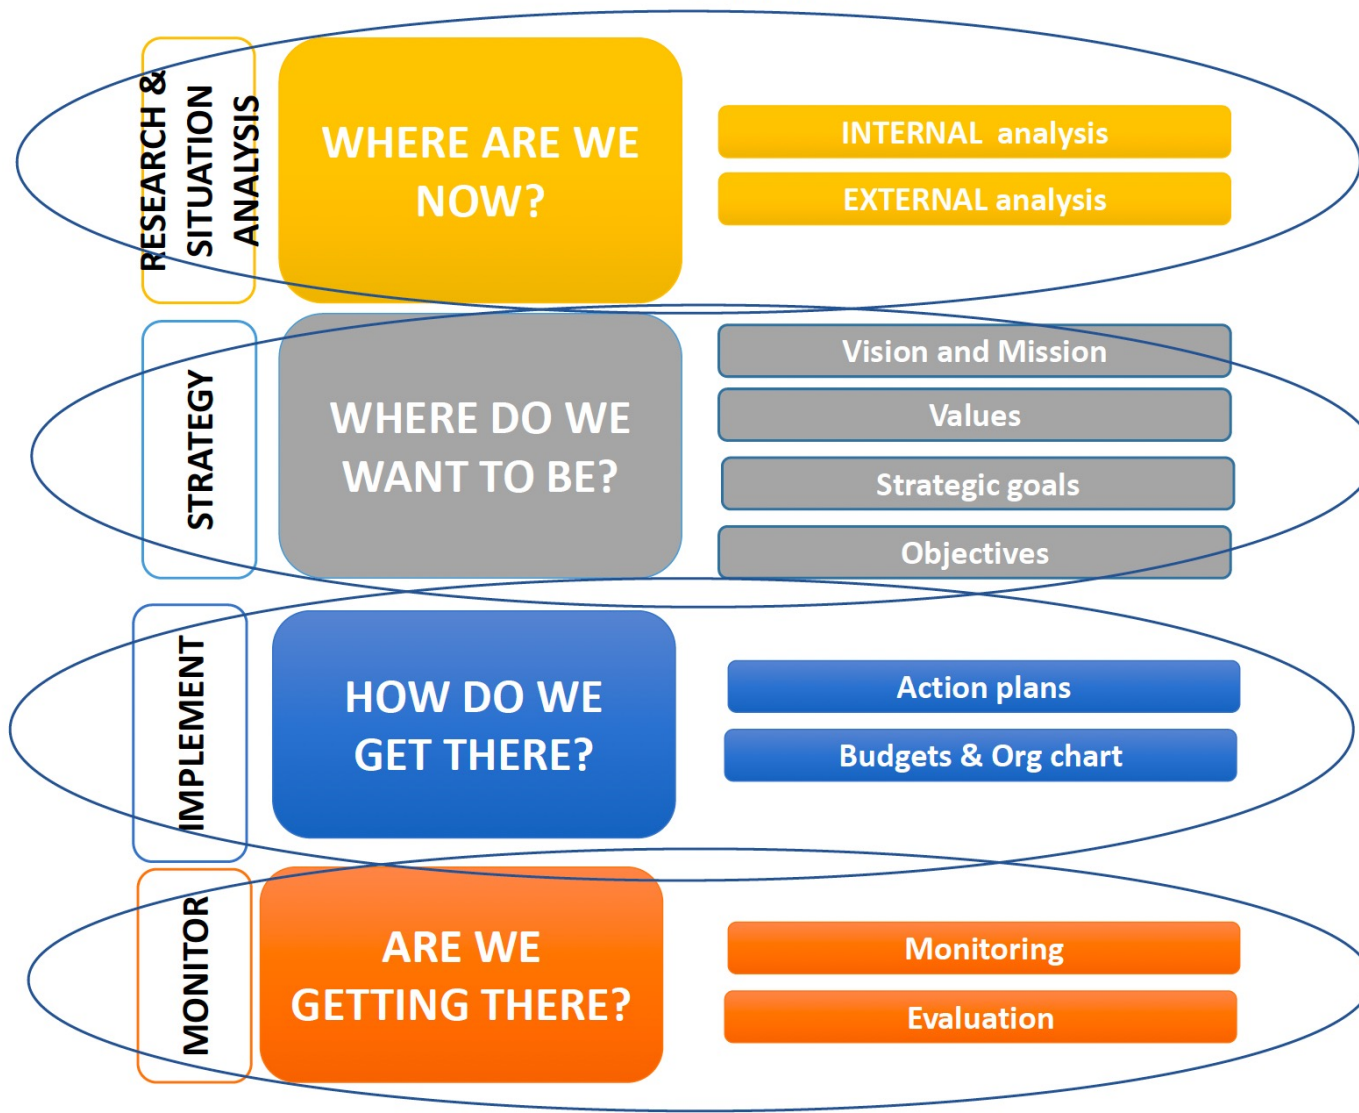 RESEARCH &
SITUATION
ANALYSIS
WHERE ARE WE
NOW?
INTERNAL analysis
EXTERNAL analysis
STRATEGY
WHERE DO WE
WANT TO BE?
Vision and Mission
Values
Strategic goals
Objectives
IMPLEMENT
HOW DO WE
GET THERE?
Action plans
Budgets & Org chart
MONITOR
ARE WE
GETTING THERE?
Monitoring
Evaluation